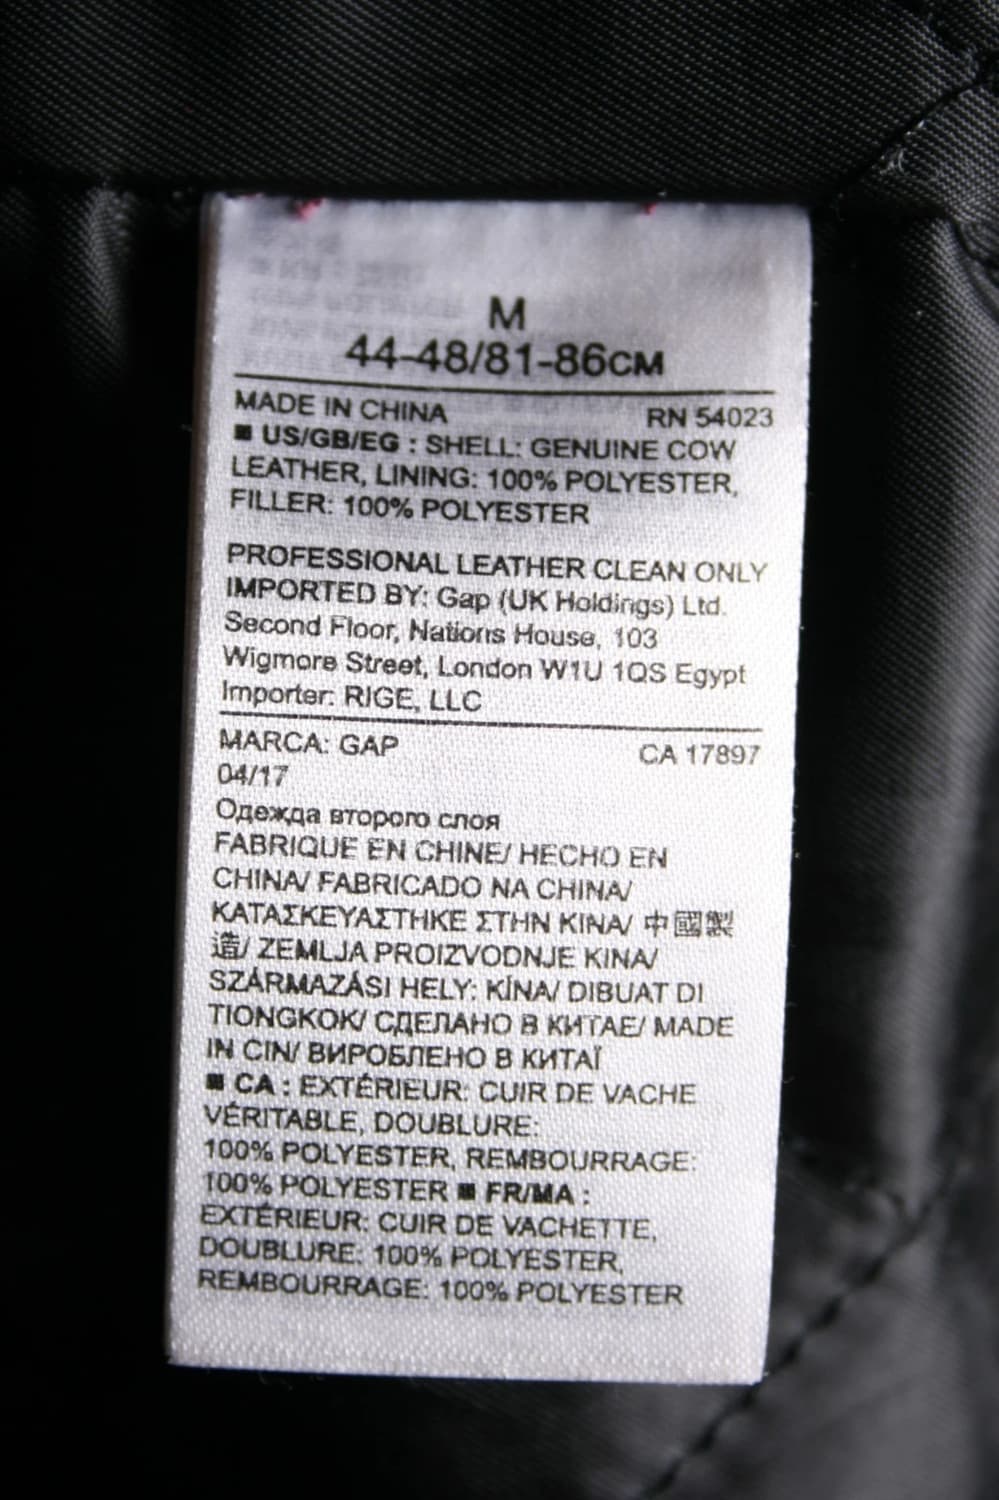 M
44-48/81-86CM
MADE IN CHINA RN 54023
■ US/GB/EG : SHELL: GENUINE COW
LEATHER, LINING: 100% POLYESTER,
FILLER: 100% POLYESTER
PROFESSIONAL LEATHER CLEAN ONLY
IMPORTED BY: Gap (UK Holdings) Ltd.
Second Floor, Nations House, 103
Wigmore Street, London W1U 1QS Egypt
Importer: RIGE, LLC
MARCA: GAP CA 17897
04/17
Одежда второго слоя
FABRIQUE EN CHINE/ HECHO EN
CHINA/ FABRICADO NA CHINA/
ΚΑΤΑΣΚΕΥΑΣΤΗΚΕ ΣΤΗΝ ΚΙΝΑ/ 中國製
造/ ZEMLJA PROIZVODNJE KINA/
SZÁRMAZÁSI HELY: KÍNA/ DIBUAT DI
TIONGKOK/ СДЕЛАНО В КИТАЕ/ MADE
IN CIN/ ВИРОБЛЕНО В КИТАЇ
■ CA : EXTÉRIEUR: CUIR DE VACHE
VÉRITABLE, DOUBLURE:
100% POLYESTER, REMBOURRAGE:
100% POLYESTER ■ FR/MA :
EXTÉRIEUR: CUIR DE VACHETTE,
DOUBLURE: 100% POLYESTER,
REMBOURRAGE: 100% POLYESTER